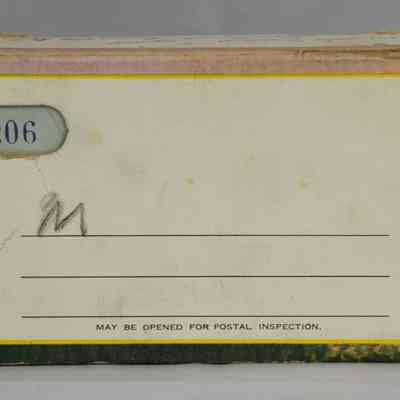 206
M
MAY BE OPENED FOR POSTAL INSPECTION.